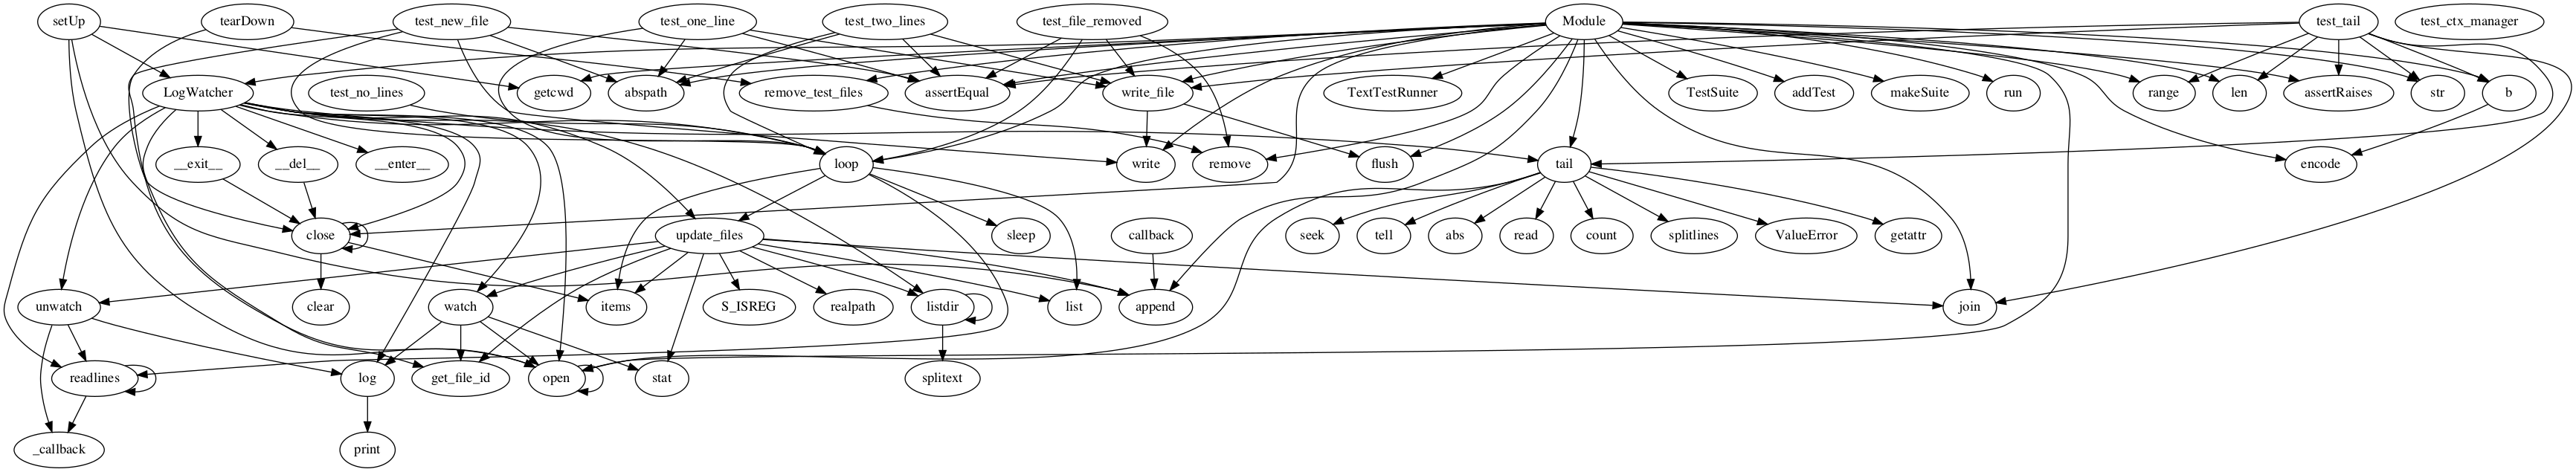 setUp
tearDown
test_new_file
test_one_line
test_two_lines
test_file_removed
Module
test_tail
test_ctx_manager
LogWatcher
test_no_lines
getcwd
abspath
remove_test_files
assertEqual
write_file
TextTestRunner
TestSuite
addTest
makeSuite
run
range
len
assertRaises
str
b
__exit__
__del__
__enter__
loop
write
remove
flush
tail
encode
close
update_files
sleep
callback
seek
tell
abs
read
count
splitlines
ValueError
getattr
unwatch
clear
watch
items
S_ISREG
realpath
listdir
list
append
join
readlines
log
get_file_id
open
stat
splitext
_callback
print